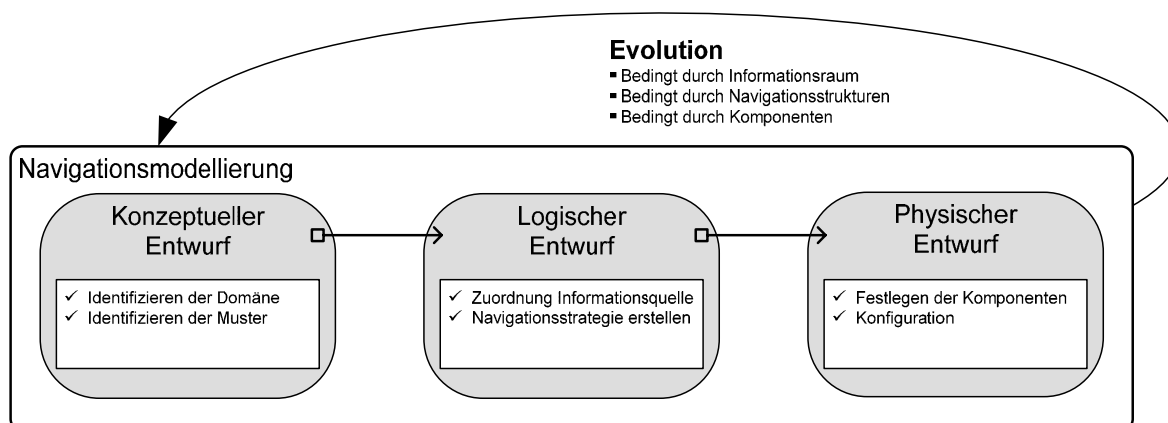 Evolution
▪ Bedingt durch Informationsraum
▪ Bedingt durch Navigationsstrukturen
▪ Bedingt durch Komponenten
Navigationsmodellierung
Konzeptueller
Entwurf
✓ Identifizieren der Domäne
✓ Identifizieren der Muster
Logischer
Entwurf
✓ Zuordnung Informationsquelle
✓ Navigationsstrategie erstellen
Physischer
Entwurf
✓ Festlegen der Komponenten
✓ Konfiguration